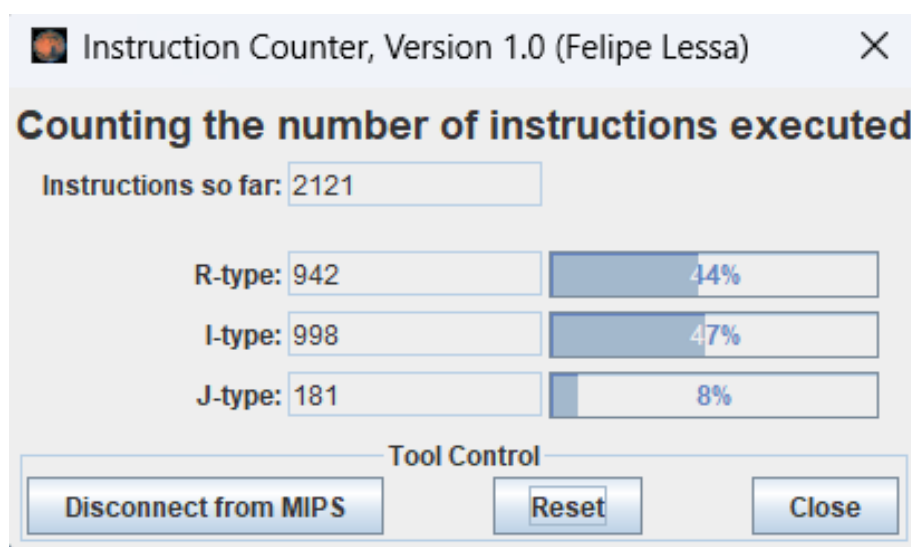 Instruction Counter, Version 1.0 (Felipe Lessa)
Counting the number of instructions executed
Instructions so far: 2121
R-type: 942 44%
I-type: 998 47%
J-type: 181 8%
Tool Control
Disconnect from MIPS Reset Close